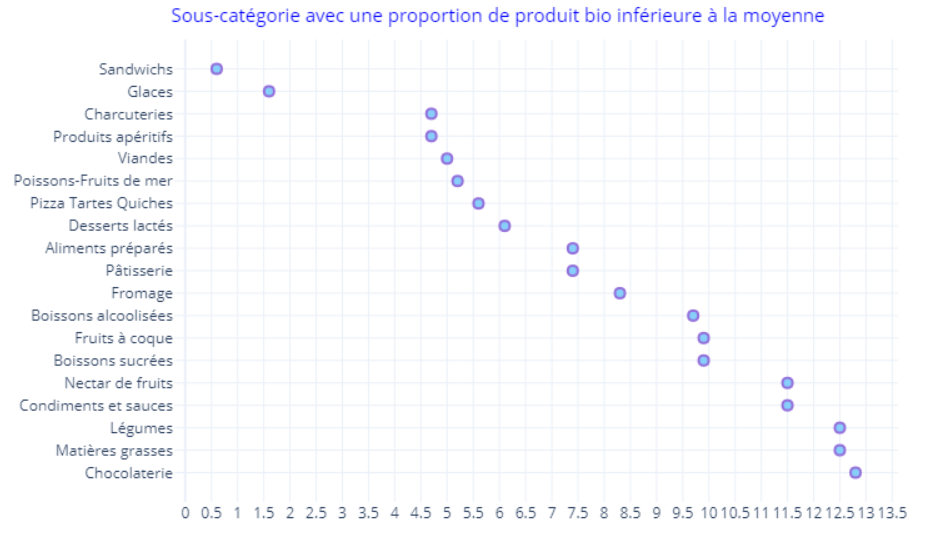 Sous-catégorie avec une proportion de produit bio inférieure à la moyenne
Sandwichs
Glaces
Charcuteries
Produits apéritifs
Viandes
Poissons-Fruits de mer
Pizza Tartes Quiches
Desserts lactés
Aliments préparés
Pâtisserie
Fromage
Boissons alcoolisées
Fruits à coque
Boissons sucrées
Nectar de fruits
Condiments et sauces
Légumes
Matières grasses
Chocolaterie
0 0.5 1 1.5 2 2.5 3 3.5 4 4.5 5 5.5 6 6.5 7 7.5 8 8.5 9 9.5 10 10.5 11 11.5 12 12.5 13 13.5